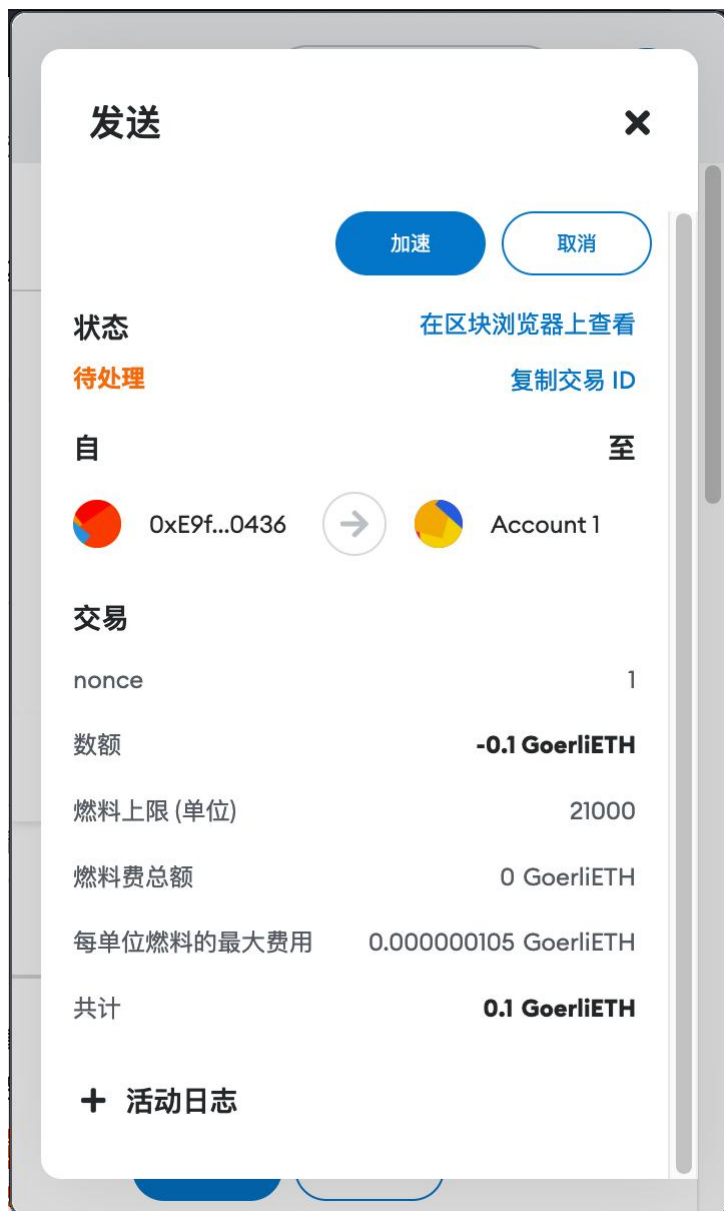 发送
加速 取消
状态 在区块浏览器上查看
待处理 复制交易 ID
自 至
0xE9f...0436 Account 1
交易
nonce 1
数额 -0.1 GoerliETH
燃料上限 (单位) 21000
燃料费总额 0 GoerliETH
每单位燃料的最大费用 0.000000105 GoerliETH
共计 0.1 GoerliETH
+ 活动日志